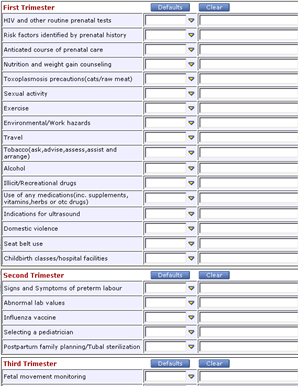 First Trimester Defaults Clear
HIV and other routine prenatal tests
Risk factors identified by prenatal history
Anticated course of prenatal care
Nutrition and weight gain counseling
Toxoplasmosis precautions(cats/raw meat)
Sexual activity
Exercise
Environmental/Work hazards
Travel
Tobacco(ask,advise,assess,assist and
arrange)
Alcohol
Illicit/Recreational drugs
Use of any medications(inc. supplements,
vitamins,herbs or otc drugs)
Indications for ultrasound
Domestic violence
Seat belt use
Childbirth classes/hospital facilities
Second Trimester Defaults Clear
Signs and Symptoms of preterm labour
Abnormal lab values
Influenza vaccine
Selecting a pediatrician
Postpartum family planning/Tubal sterilization
Third Trimester Defaults Clear
Fetal movement monitoring